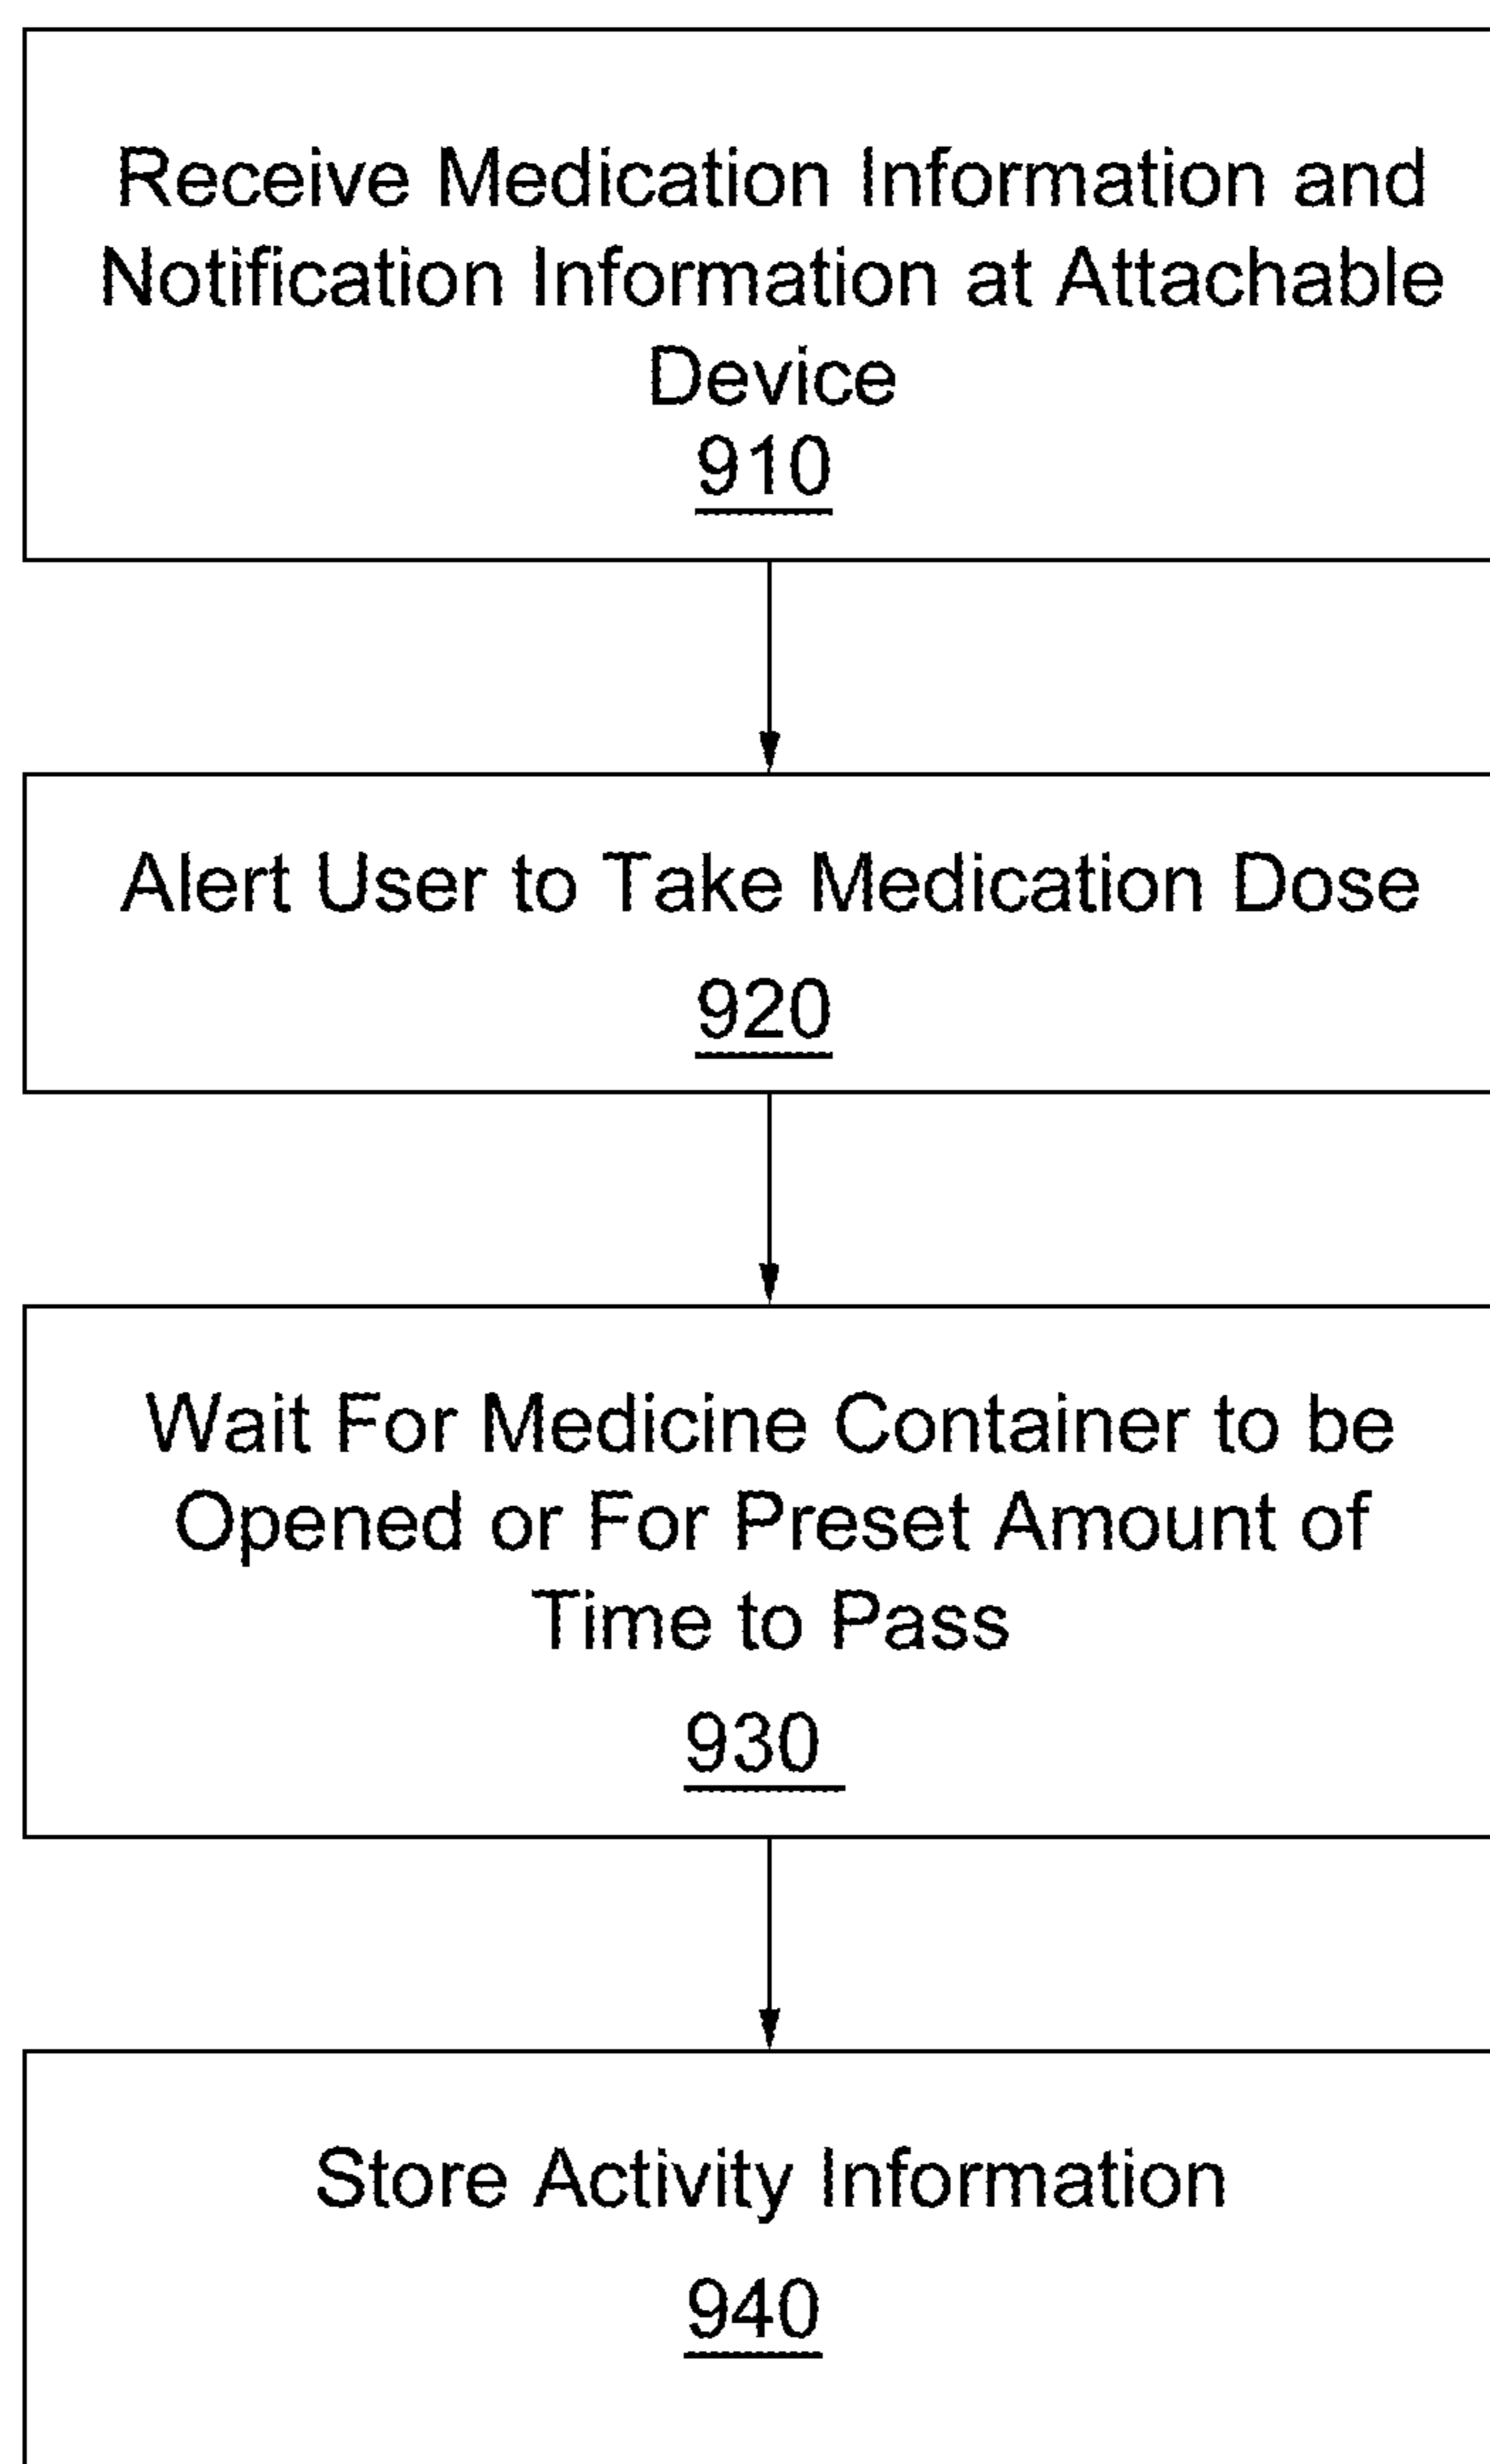 Receive Medication Information and
Notification Information at Attachable
Device
910
Alert User to Take Medication Dose
920
Wait For Medicine Container to be
Opened or For Preset Amount of
Time to Pass
930
Store Activity Information
940